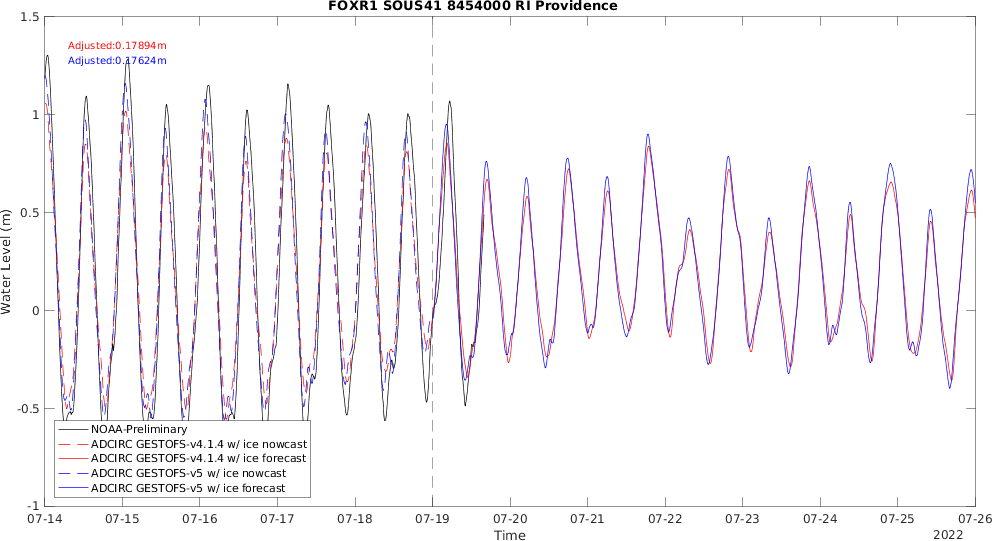 FOXR1 SOUS41 8454000 RI Providence
Adjusted:0.17894m
Adjusted:0.17624m
1.5
1
0.5
0
-0.5
-1
Water Level (m)
NOAA-Preliminary
ADCIRC GESTOFS-v4.1.4 w/ ice nowcast
ADCIRC GESTOFS-v4.1.4 w/ ice forecast
ADCIRC GESTOFS-v5 w/ ice nowcast
ADCIRC GESTOFS-v5 w/ ice forecast
07-14 07-15 07-16 07-17 07-18 07-19 07-20 07-21 07-22 07-23 07-24 07-25 07-26
Time
2022